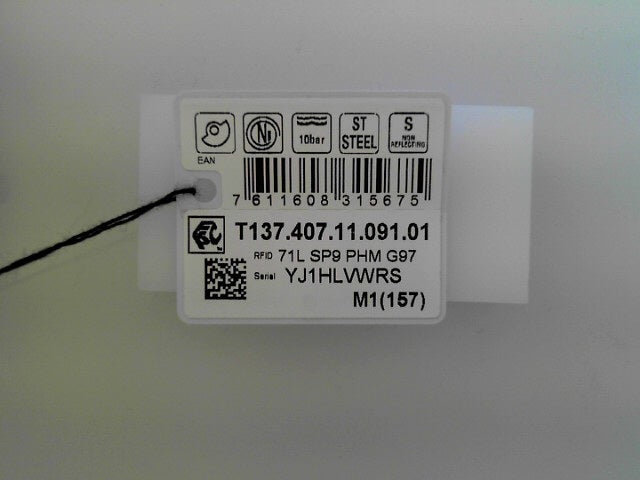 10bar
ST
STEEL
S
NON
REFLECTING
EAN
7 611608 315675
T137.407.11.091.01
RFID 71L SP9 PHM G97
Serial YJ1HLVWRS
M1(157)